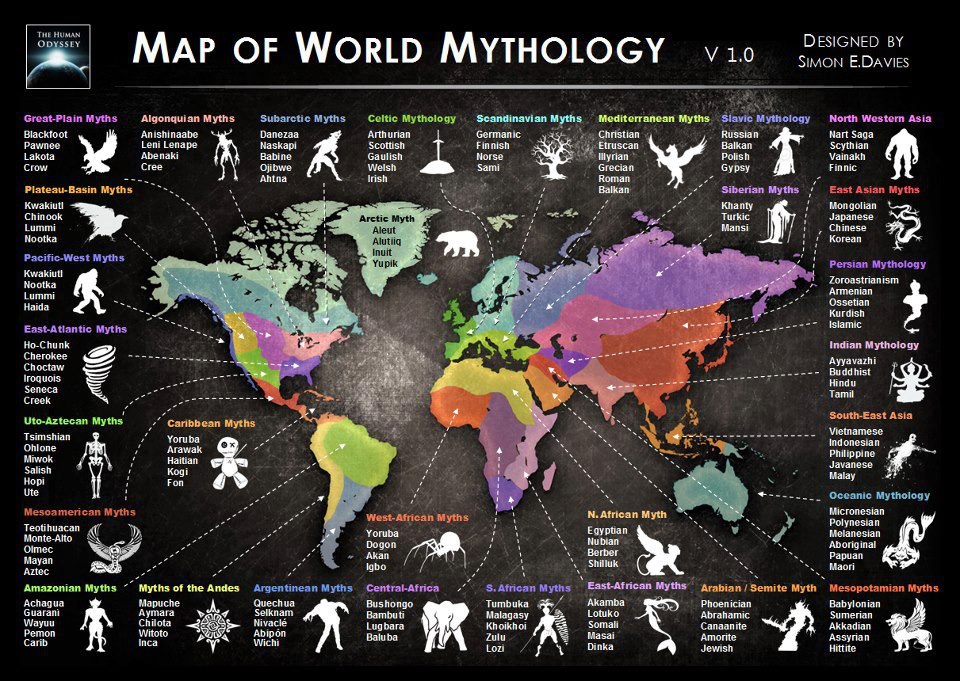 THE HUMAN
ODYSSEY
MAP OF WORLD MYTHOLOGY V 1.0
DESIGNED BY
SIMON E.DAVIES
Great-Plain Myths
Blackfoot
Pawnee
Lakota
Crow
Algonquian Myths
Anishinaabe
Leni Lenape
Abenaki
Cree
Subarctic Myths
Danezaa
Naskapi
Babine
Ojibwe
Ahtna
Celtic Mythology
Arthurian
Scottish
Gaulish
Welsh
Irish
Scandinavian Myths
Germanic
Finnish
Norse
Sami
Mediterranean Myths
Christian
Etruscan
Illyrian
Grecian
Roman
Balkan
Slavic Mythology
Russian
Balkan
Polish
Gypsy
North Western Asia
Nart Saga
Scythian
Vainakh
Finnic
Plateau-Basin Myths
Kwakiutl
Chinook
Lummi
Nootka
Arctic Myth
Aleut
Alutiiq
Inuit
Yupik
Siberian Myths
Khanty
Turkic
Mansi
East Asian Myths
Mongolian
Japanese
Chinese
Korean
Pacific-West Myths
Kwakiutl
Nootka
Lummi
Haida
Persian Mythology
Zoroastrianism
Armenian
Ossetian
Kurdish
Islamic
East-Atlantic Myths
Ho-Chunk
Cherokee
Choctaw
Iroquois
Seneca
Creek
Indian Mythology
Ayyavazhi
Buddhist
Hindu
Tamil
Uto-Aztecan Myths
Tsimshian
Ohlone
Miwok
Salish
Hopi
Ute
Caribbean Myths
Yoruba
Arawak
Haitian
Kogi
Fon
South-East Asia
Vietnamese
Indonesian
Philippine
Javanese
Malay
Mesoamerican Myths
Teotihuacan
Monte-Alto
Olmec
Mayan
Aztec
West-African Myths
Yoruba
Dogon
Akan
Igbo
N. African Myth
Egyptian
Nubian
Berber
Shilluk
Oceanic Mythology
Micronesian
Polynesian
Melanesian
Aboriginal
Papuan
Maori
Amazonian Myths
Achagua
Guarani
Wayuu
Pemon
Carib
Myths of the Andes
Mapuche
Aymara
Chilota
Witoto
Inca
Argentinean Myths
Quechua
Selknam
Nivaclé
Abipón
Wichi
Central-Africa
Bushongo
Bambuti
Lugbara
Baluba
S. African Myths
Tumbuka
Malagasy
Khoikhoi
Zulu
Lozi
East-African Myths
Akamba
Lotuko
Somali
Masai
Dinka
Arabian / Semite Myth
Phoenician
Abrahamic
Canaanite
Amorite
Jewish
Mesopotamian Myths
Babylonian
Sumerian
Akkadian
Assyrian
Hittite